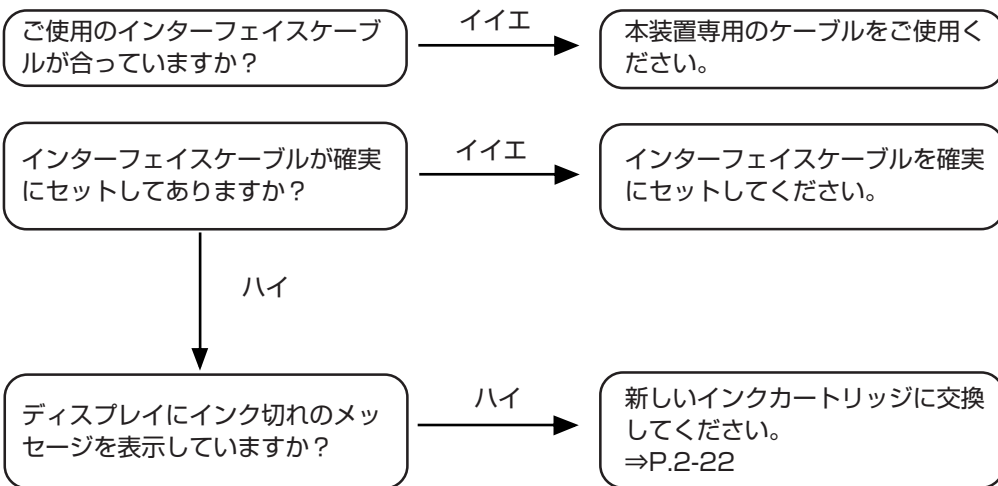 ご使用のインターフェイスケーブ
ルが合っていますか？
イイエ
本装置専用のケーブルをご使用く
ださい。
インターフェイスケーブルが確実
にセットしてありますか？
イイエ
インターフェイスケーブルを確実
にセットしてください。
ハイ
ディスプレイにインク切れのメッ
セージを表示していますか？
ハイ
新しいインクカートリッジに交換
してください。
⇒P.2-22